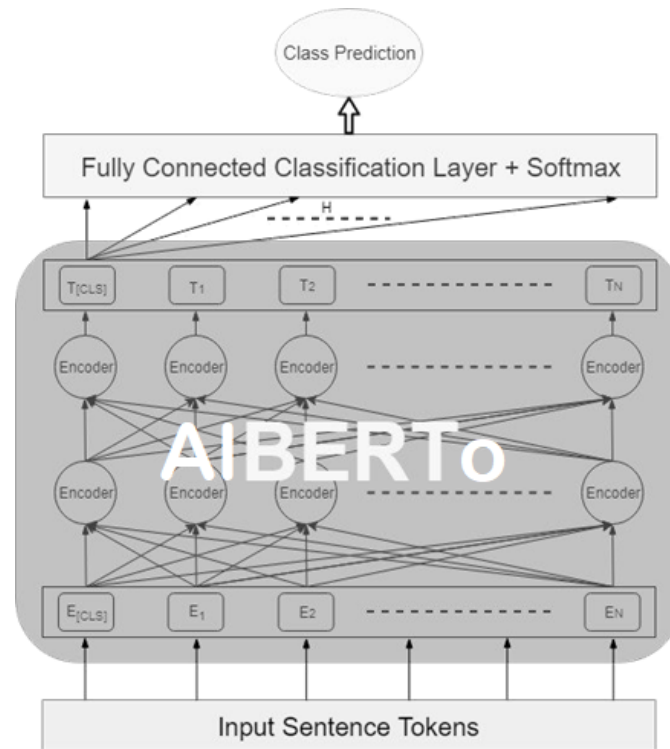 Class Prediction
Fully Connected Classification Layer + Softmax
H
T[CLS] T1 T2 TN
Encoder Encoder Encoder Encoder
AlBERTo
Encoder Encoder Encoder Encoder
E[CLS] E1 E2 EN
Input Sentence Tokens